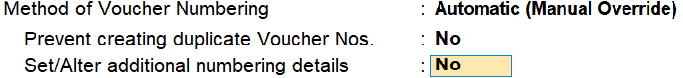 Method of Voucher Numbering : Automatic (Manual Override)
Prevent creating duplicate Voucher Nos. : No
Set/Alter additional numbering details : No